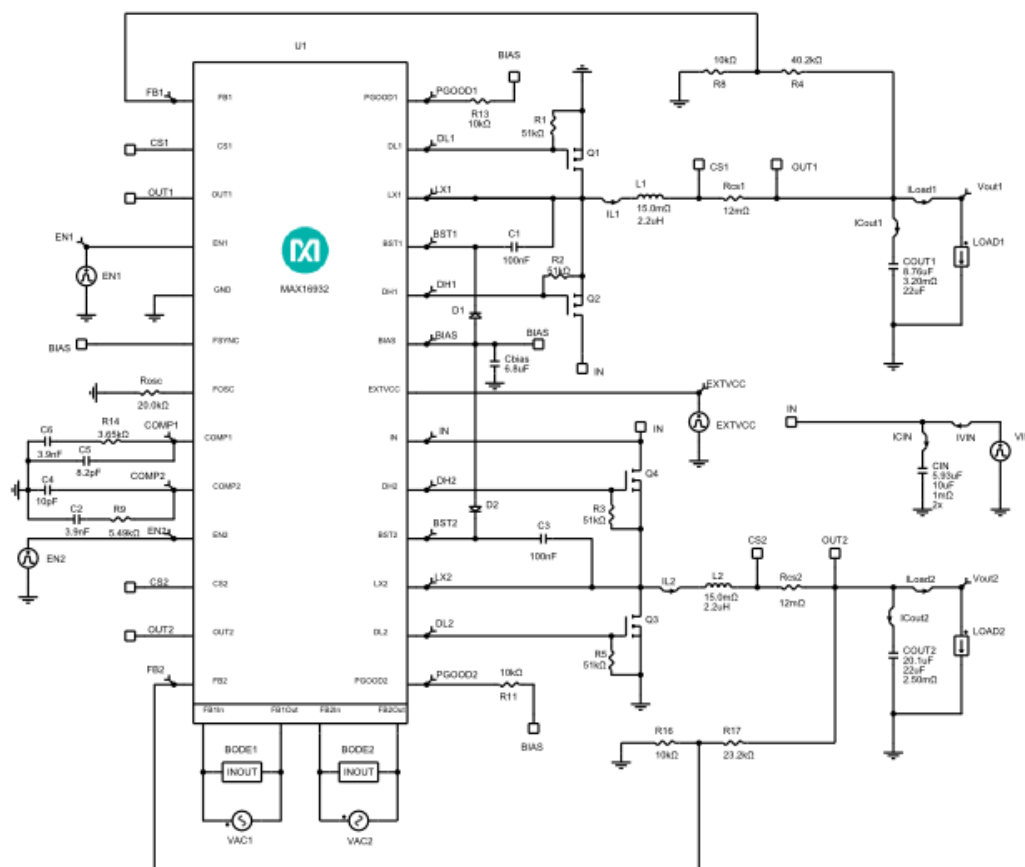 U1
MAX16932
FB1
CS1
OUT1
EN1
GND
FSYNC
FOSC
COMP1
COMP2
EN2
CS2
OUT2
FB2
PGOOD1
DL1
LX1
BST1
DH1
BIAS
EXTVCC
IN
DH2
BST2
LX2
DL2
PGOOD2
FB1In
FB1Out
FB2In
FB2Out
FB1
CS1
OUT1
EN1
EN1
BIAS
Rosc
20.0kΩ
C6
3.9nF
R14
3.65kΩ
COMP1
C5
8.2pF
C4
10pF
COMP2
C2
3.9nF
R9
5.49kΩ
EN2
EN2
CS2
OUT2
FB2
BODE1
INOUT
VAC1
BODE2
INOUT
VAC2
PGOOD1
R13
10kΩ
BIAS
DL1
R1
51kΩ
Q1
LX1
BST1
C1
100nF
DH1
R2
51kΩ
Q2
IN
D1
BIAS
BIAS
Cbias
6.8uF
IL1
L1
15.0mΩ
2.2uH
CS1
Rcs1
12mΩ
OUT1
10kΩ
R8
40.2kΩ
R4
ILoad1
Vout1
ICout1
COUT1
8.76uF
3.20mΩ
22uF
LOAD1
EXTVCC
EXTVCC
IN
ICIN
IVIN
CIN
5.93uF
10uF
1mΩ
2x
VI
IN
IN
DH2
Q4
R3
51kΩ
D2
BST2
C3
100nF
LX2
IL2
L2
15.0mΩ
2.2uH
CS2
Rcs2
12mΩ
OUT2
ILoad2
Vout2
ICout2
COUT2
20.1uF
22uF
2.50mΩ
LOAD2
DL2
Q3
R5
51kΩ
PGOOD2
10kΩ
R11
BIAS
R16
10kΩ
R17
23.2kΩ